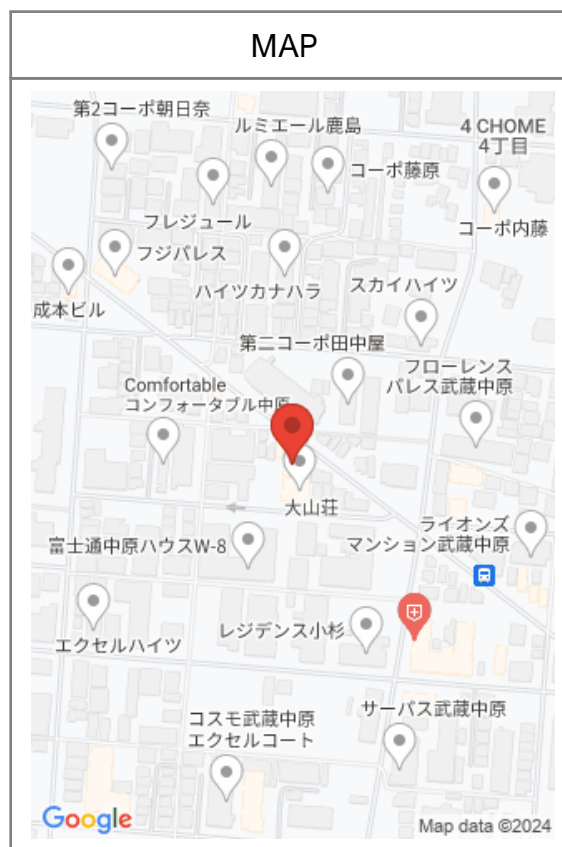 MAP
第2コーポ朝日奈
ルミエール鹿島
4 CHOME
4丁目
コーポ藤原
フレジュール
コーポ内藤
フジパレス
ハイツカナハラ
スカイハイツ
成本ビル
第二コーポ田中屋
フローレンス
パレス武蔵中原
Comfortable
コンフォータブル中原
大山荘
ライオンズ
マンション武蔵中原
富士通中原ハウスW-8
レジデンス小杉
エクセルハイツ
サーパス武蔵中原
コスモ武蔵中原
エクセルコート
Google
Map data ©2024